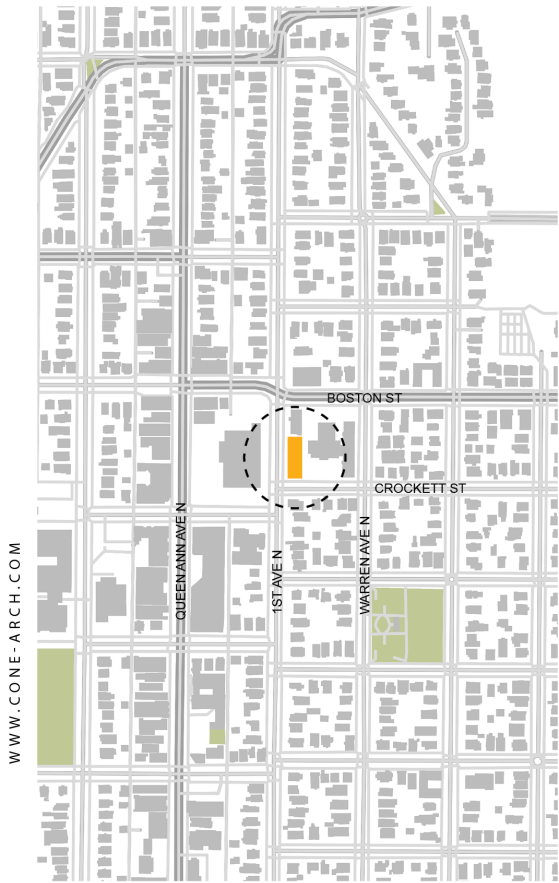 BOSTON ST
CROCKETT ST
QUEEN ANN AVE N
1ST AVE N
WARREN AVE N
WWW.CONE-ARCH.COM